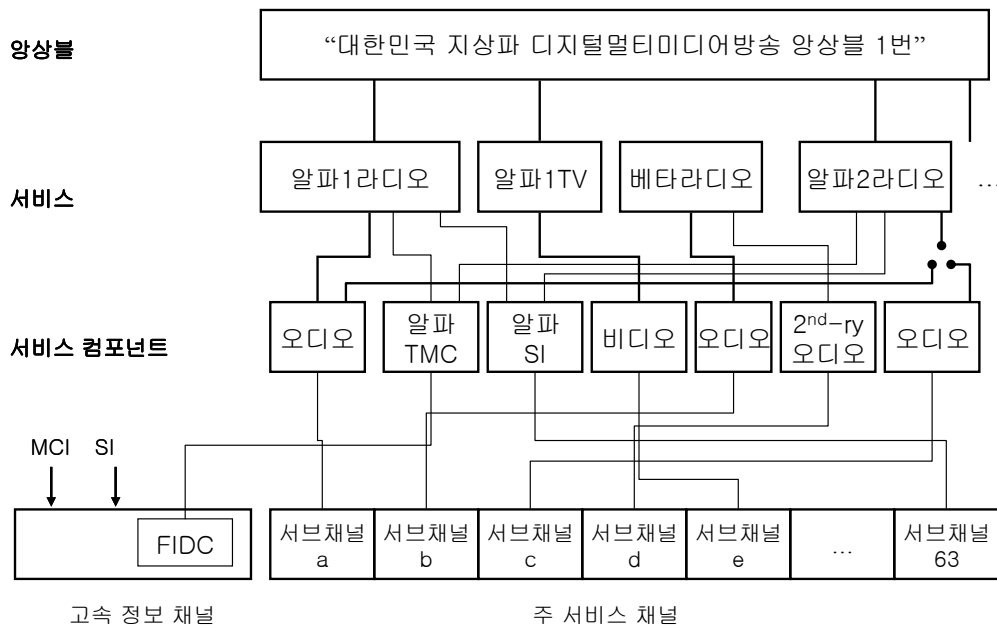 앙상블
“대한민국 지상파 디지털멀티미디어방송 앙상블 1번”
서비스
알파1라디오
알파1TV
베타라디오
알파2라디오
...
서비스 컴포넌트
오디오
알파
TMC
알파
SI
비디오
오디오
2nd-ry
오디오
오디오
MCI
SI
FIDC
서브채널
a
서브채널
b
서브채널
c
서브채널
d
서브채널
e
...
서브채널
63
고속 정보 채널
주 서비스 채널